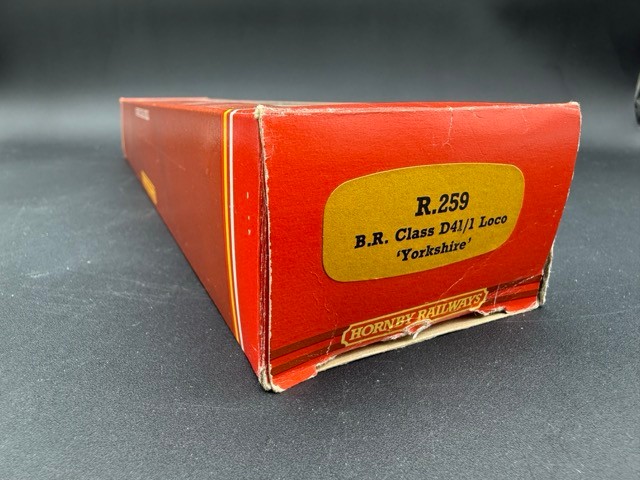 R.259
B.R. Class D41/1 Loco
'Yorkshire'
HORNBY RAILWAYS